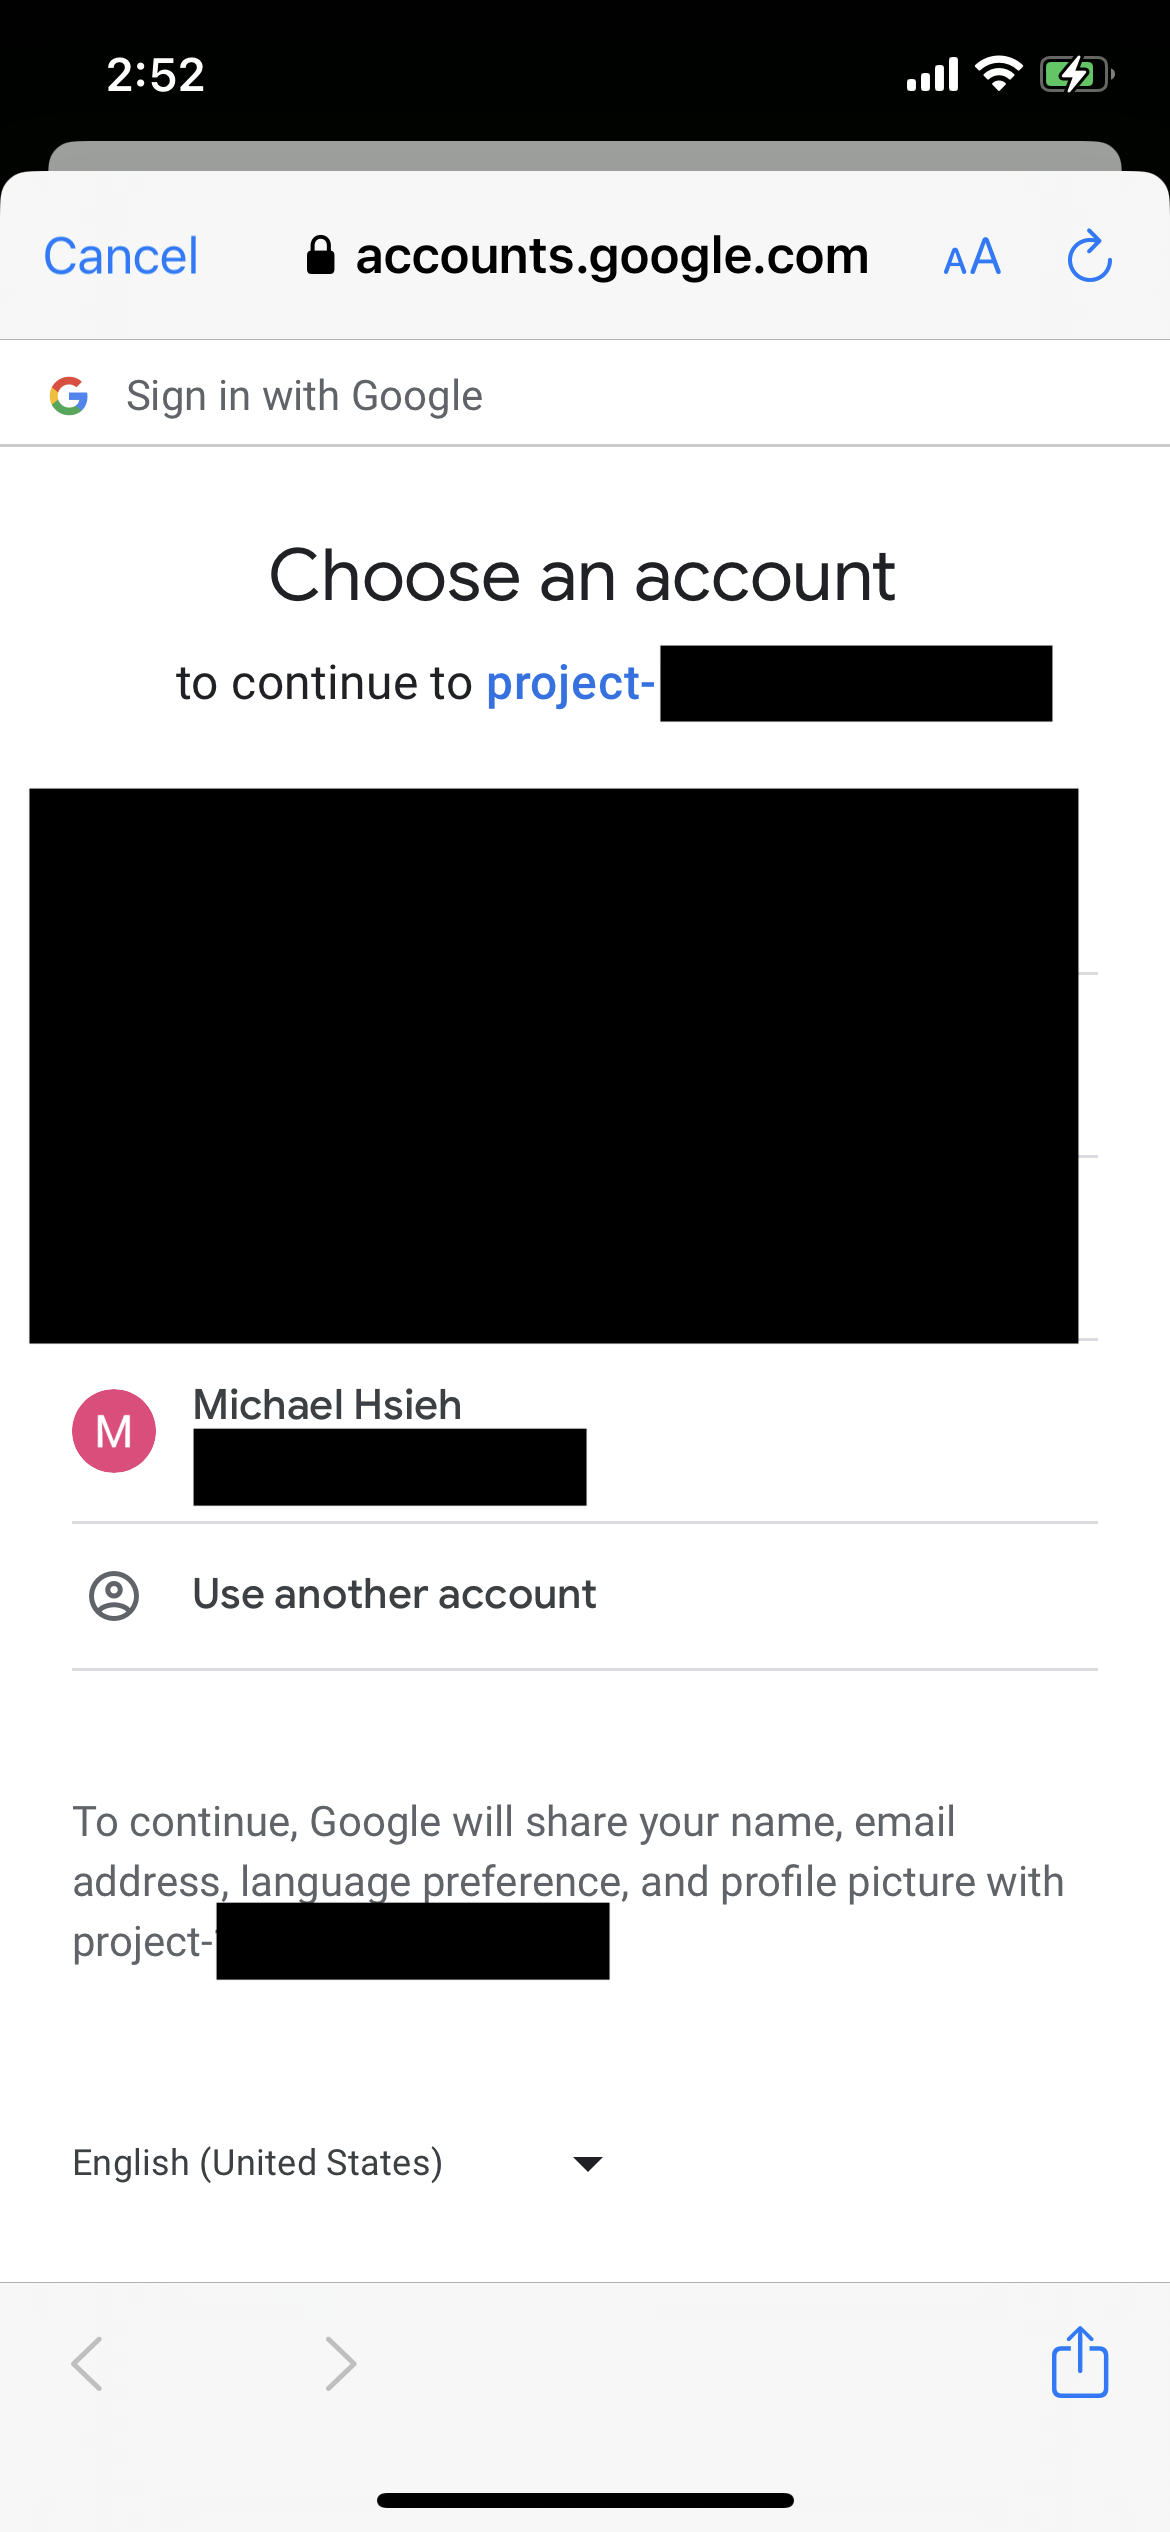 2:52
Cancel
accounts.google.com
AA
Sign in with Google
Choose an account
to continue to project-
M
Michael Hsieh
Use another account
To continue, Google will share your name, email
address, language preference, and profile picture with
project-
English (United States)